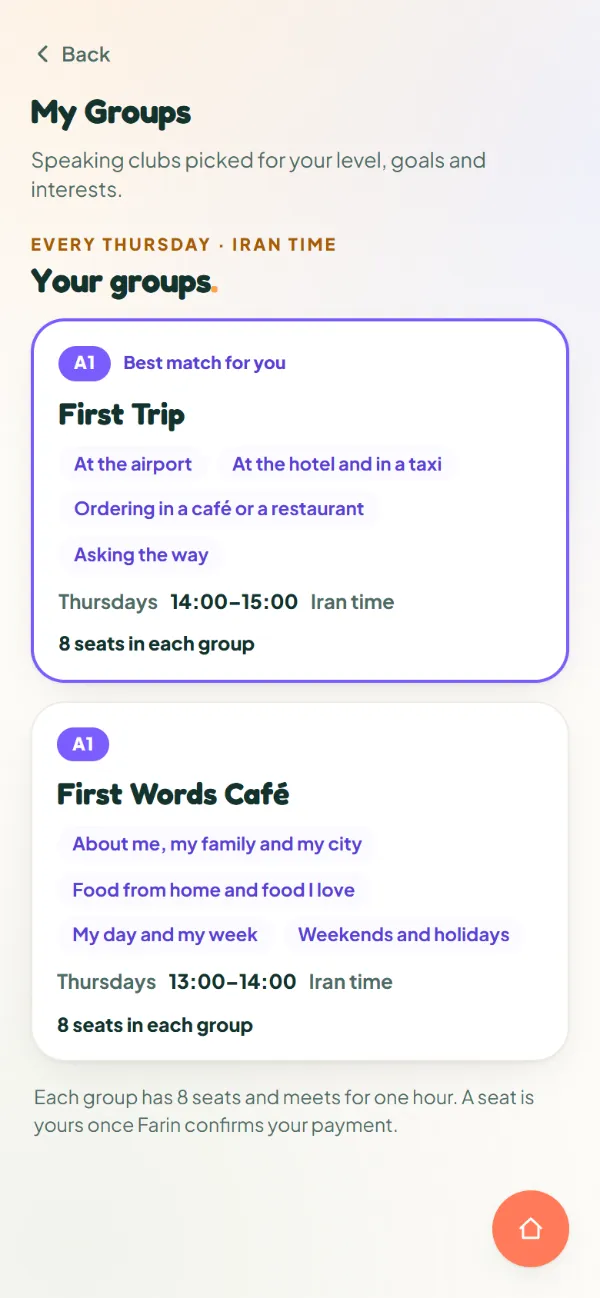 Back
My Groups
Speaking clubs picked for your level, goals and
interests.
EVERY THURSDAY · IRAN TIME
Your groups.
A1 Best match for you
First Trip
At the airport At the hotel and in a taxi
Ordering in a café or a restaurant
Asking the way
Thursdays 14:00–15:00 Iran time
8 seats in each group
A1
First Words Café
About me, my family and my city
Food from home and food I love
My day and my week Weekends and holidays
Thursdays 13:00–14:00 Iran time
8 seats in each group
Each group has 8 seats and meets for one hour. A seat is
yours once Farin confirms your payment.